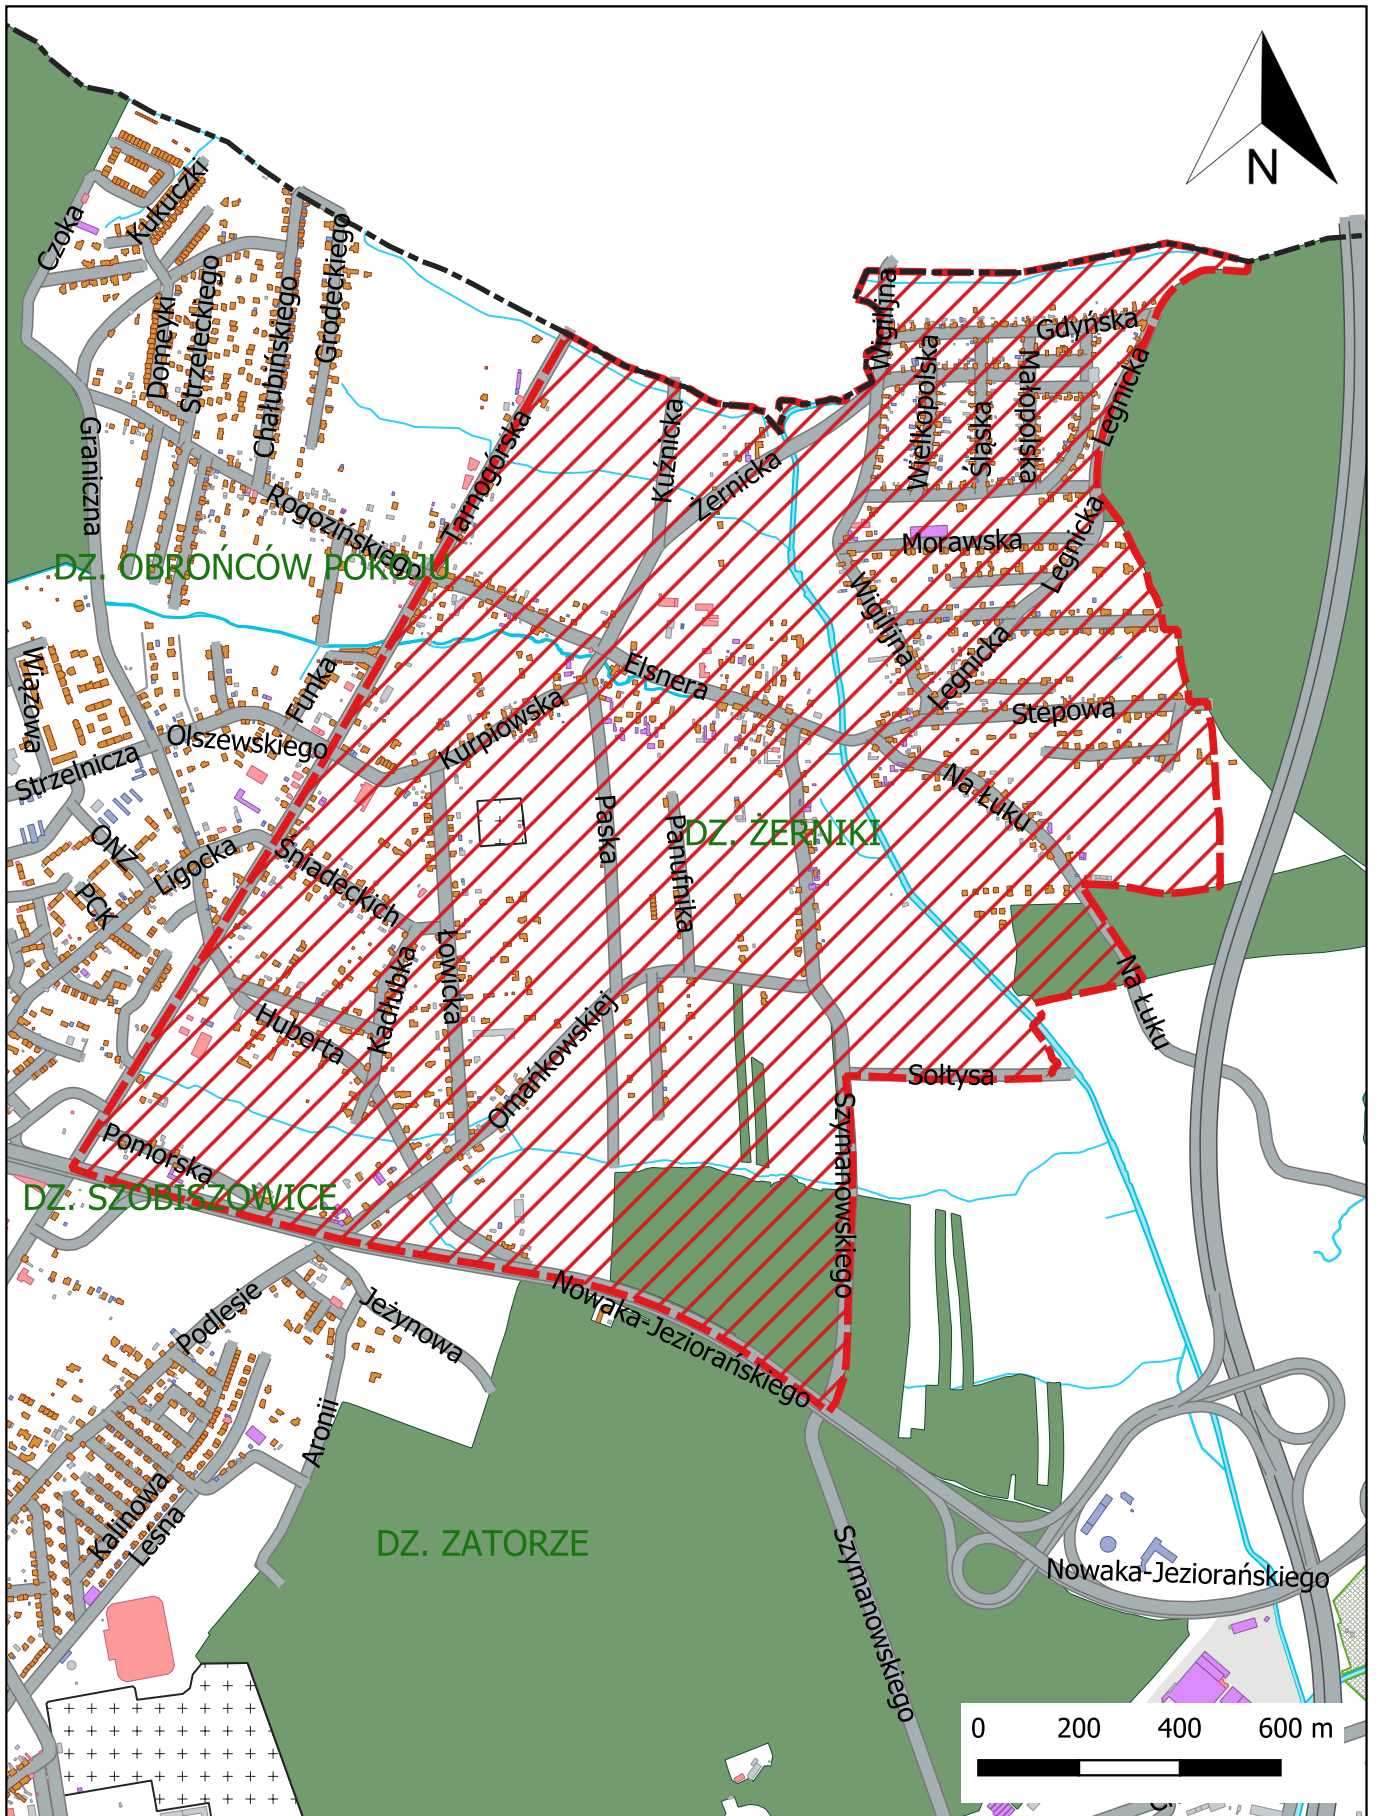 N
Kukuczki
Czoka
Grodeckiego
Strzeleckiego
Chałubińskiego
Domeyki
Wigilijna
Gdyńska
Wielkopolska
Małopolska
Śląska
Legnicka
Graniczna
Tarnogórska
Kuźnicka
Żernicka
Rogozińskiego
Morawska
Legnicka
DZ. OBROŃCÓW POKOJU
Wigilijna
Wiązowa
Funka
Elsnera
Legnicka
Kurpiowska
Stepowa
Olszewskiego
Strzelnicza
Na Łuku
Paska
Panufnika
DZ. ŻERNIKI
ONZ
Ligocka
Śniadeckich
PCK
Łowicka
Kadłubka
Na Łuku
Huberta
Omańkowskiej
Sołtysa
Pomorska
Szymanowskiego
DZ. SZOBISZOWICE
Podlesie
Jeżynowa
Nowaka-Jeziorańskiego
Aronii
Kalinowa
Leśna
DZ. ZATORZE
Szymanowskiego
Nowaka-Jeziorańskiego
0 200 400 600 m